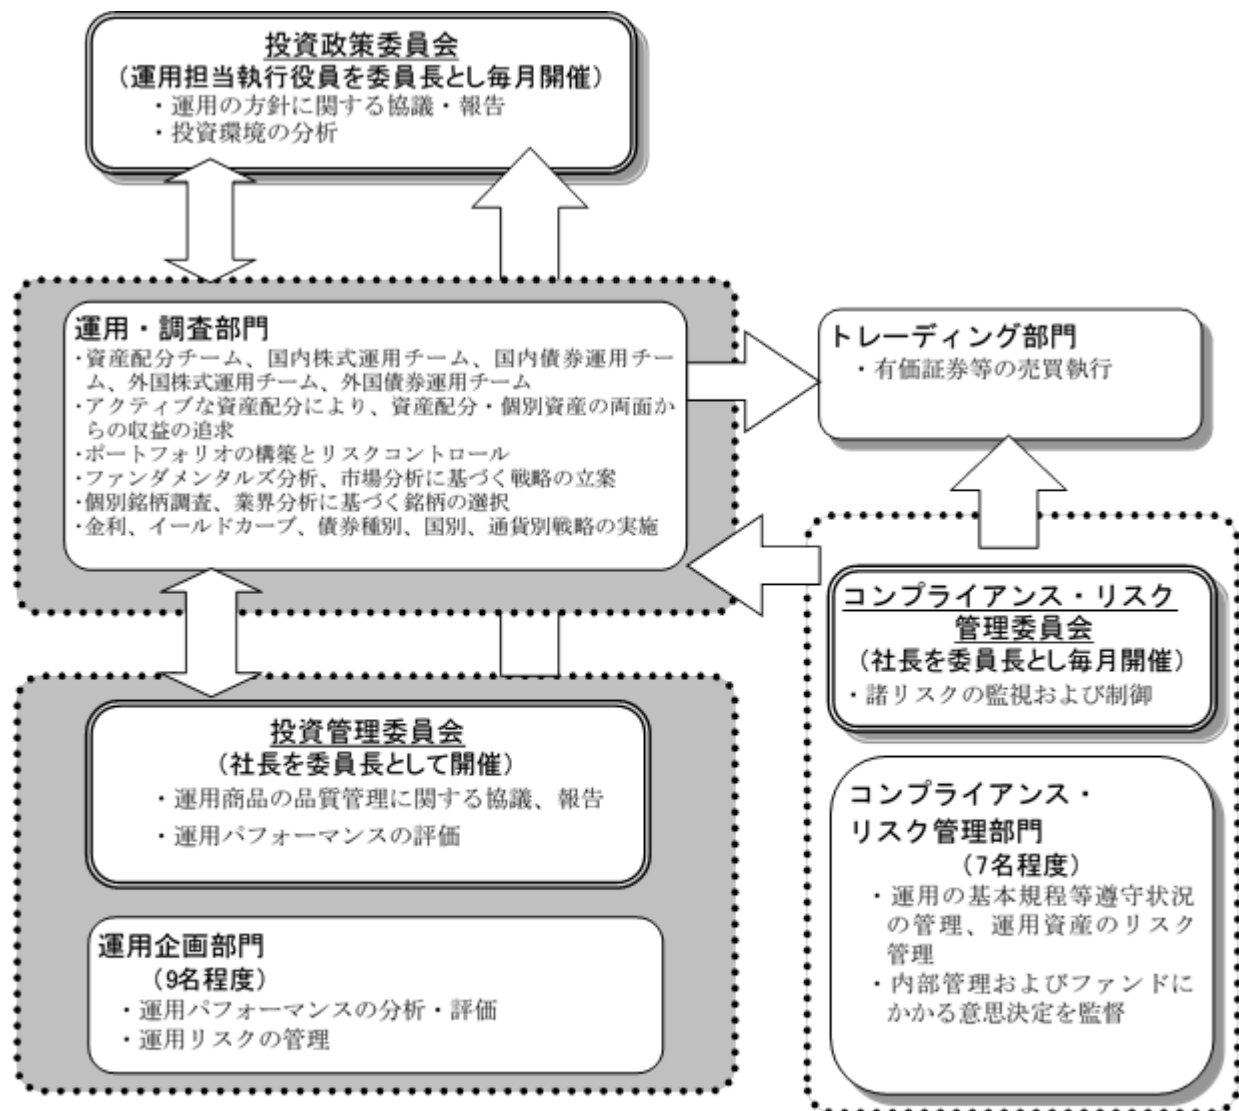 投資政策委員会
（運用担当執行役員を委員長とし毎月開催）
・運用の方針に関する協議・報告
・投資環境の分析
運用・調査部門
・資産配分チーム、国内株式運用チーム、国内債券運用チー
ム、外国株式運用チーム、外国債券運用チーム
・アクティブな資産配分により、資産配分・個別資産の両面か
らの収益の追求
・ポートフォリオの構築とリスクコントロール
・ファンダメンタルズ分析、市場分析に基づく戦略の立案
・個別銘柄調査、業界分析に基づく銘柄の選択
・金利、イールドカーブ、債券種別、国別、通貨別戦略の実施
トレーディング部門
・有価証券等の売買執行
投資管理委員会
（社長を委員長として開催）
・運用商品の品質管理に関する協議、報告
・運用パフォーマンスの評価
運用企画部門
（9名程度）
・運用パフォーマンスの分析・評価
・運用リスクの管理
コンプライアンス・リスク
管理委員会
（社長を委員長とし毎月開催）
・諸リスクの監視および制御
コンプライアンス・
リスク管理部門
（7名程度）
・運用の基本規程等遵守状況
の管理、運用資産のリスク
管理
・内部管理およびファンドに
かかる意思決定を監督